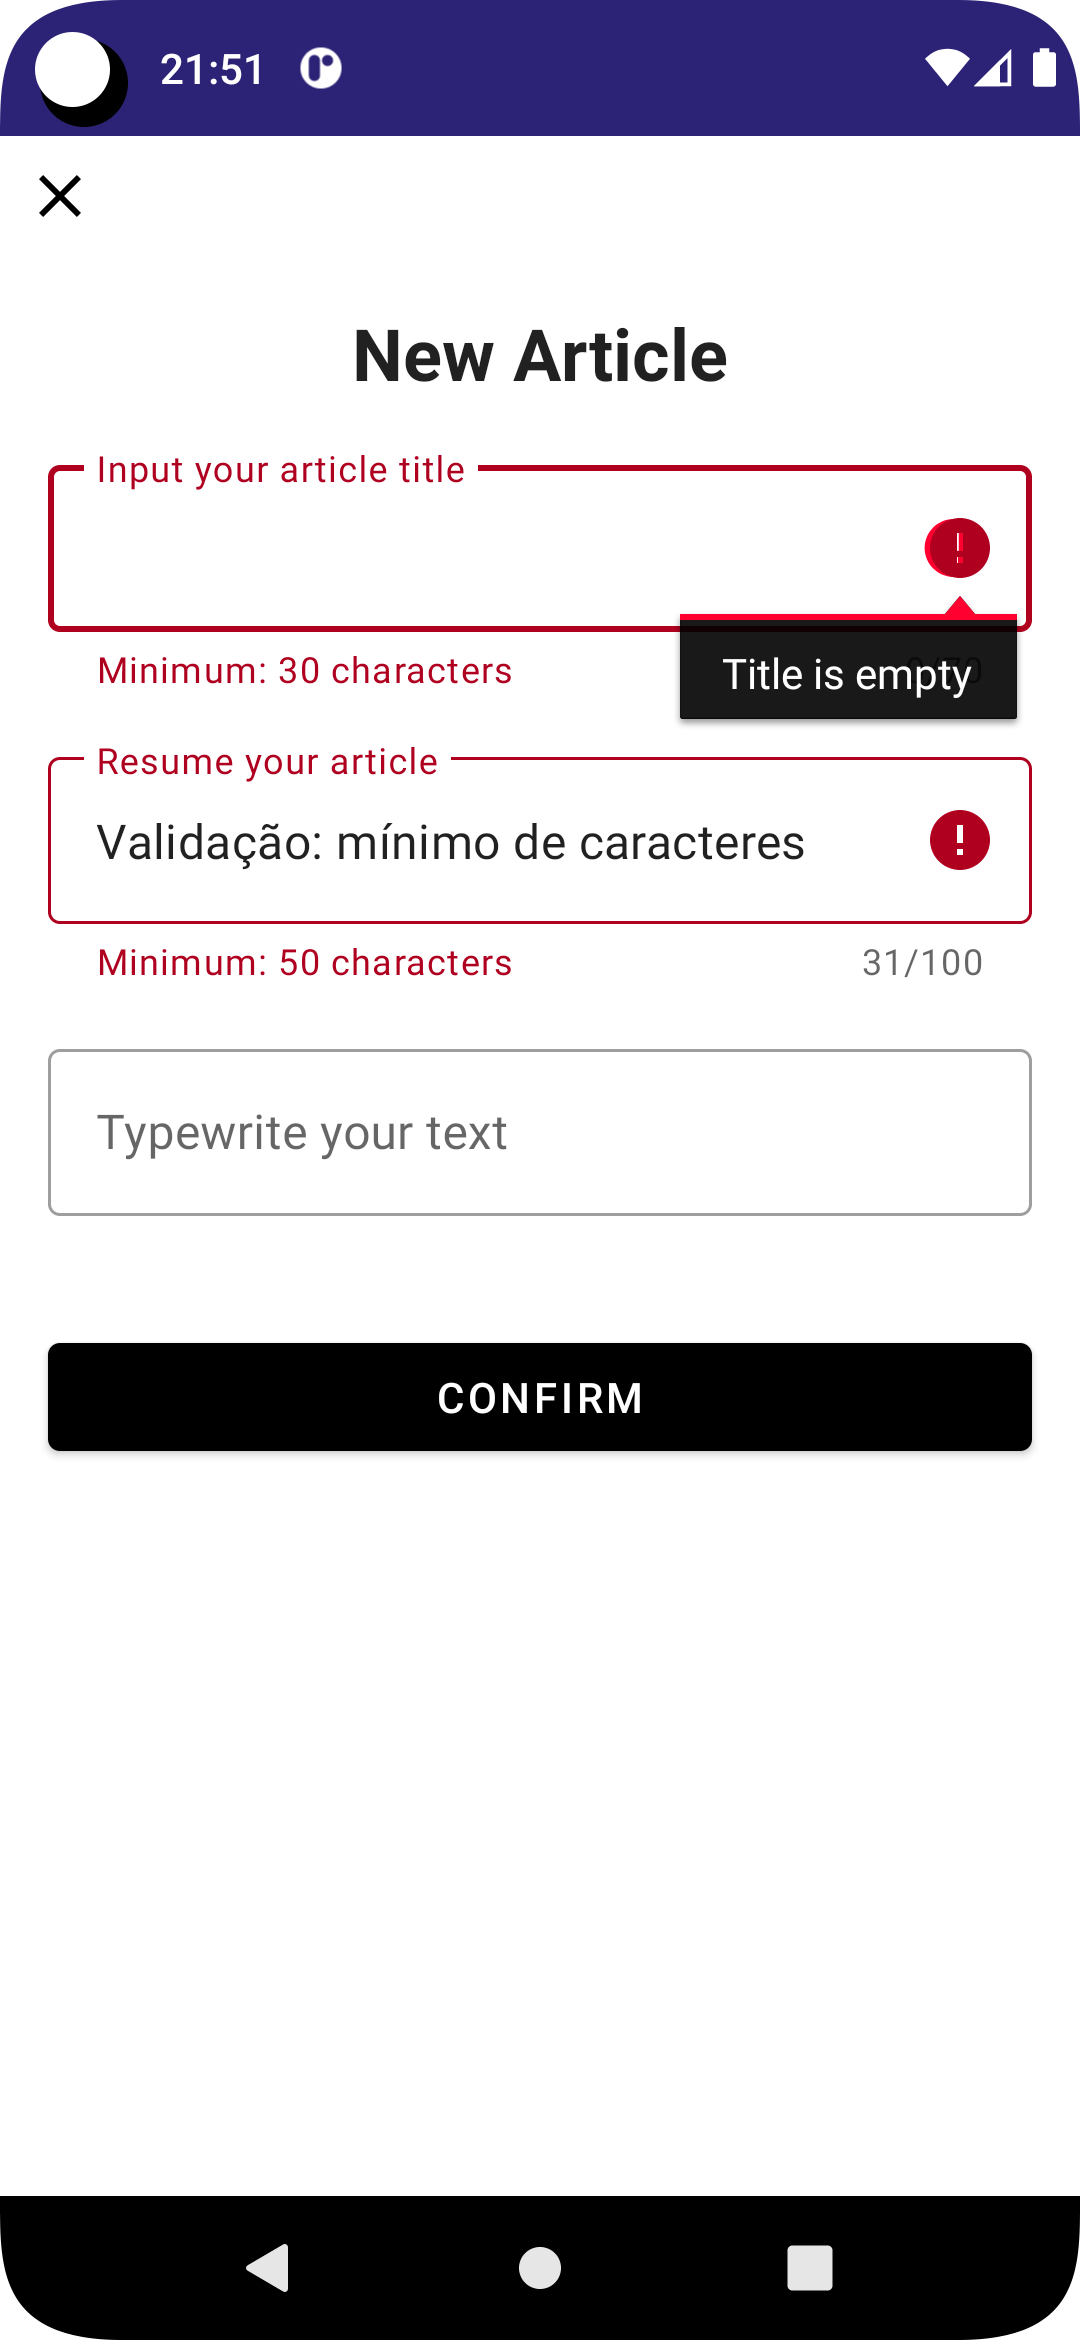 21:51
New Article
Input your article title
Minimum: 30 characters
Title is empty
Resume your article
Validação: mínimo de caracteres
Minimum: 50 characters
31/100
Typewrite your text
CONFIRM